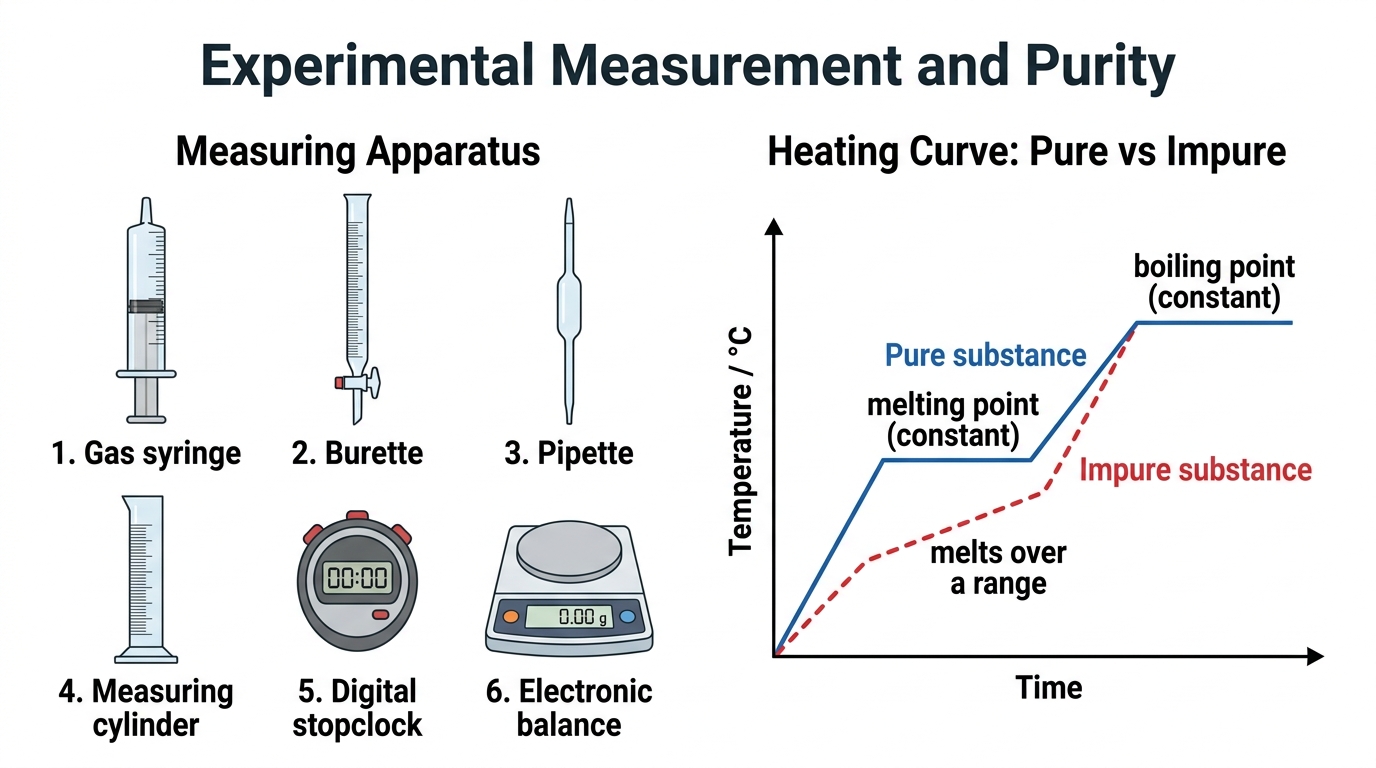 Experimental Measurement and Purity
Measuring Apparatus
1. Gas syringe
2. Burette
3. Pipette
4. Measuring
cylinder
00:00
5. Digital
stopclock
0.00 g
6. Electronic
balance
Heating Curve: Pure vs Impure
Temperature / °C
boiling point
(constant)
Pure substance
melting point
(constant)
Impure substance
melts over
a range
Time